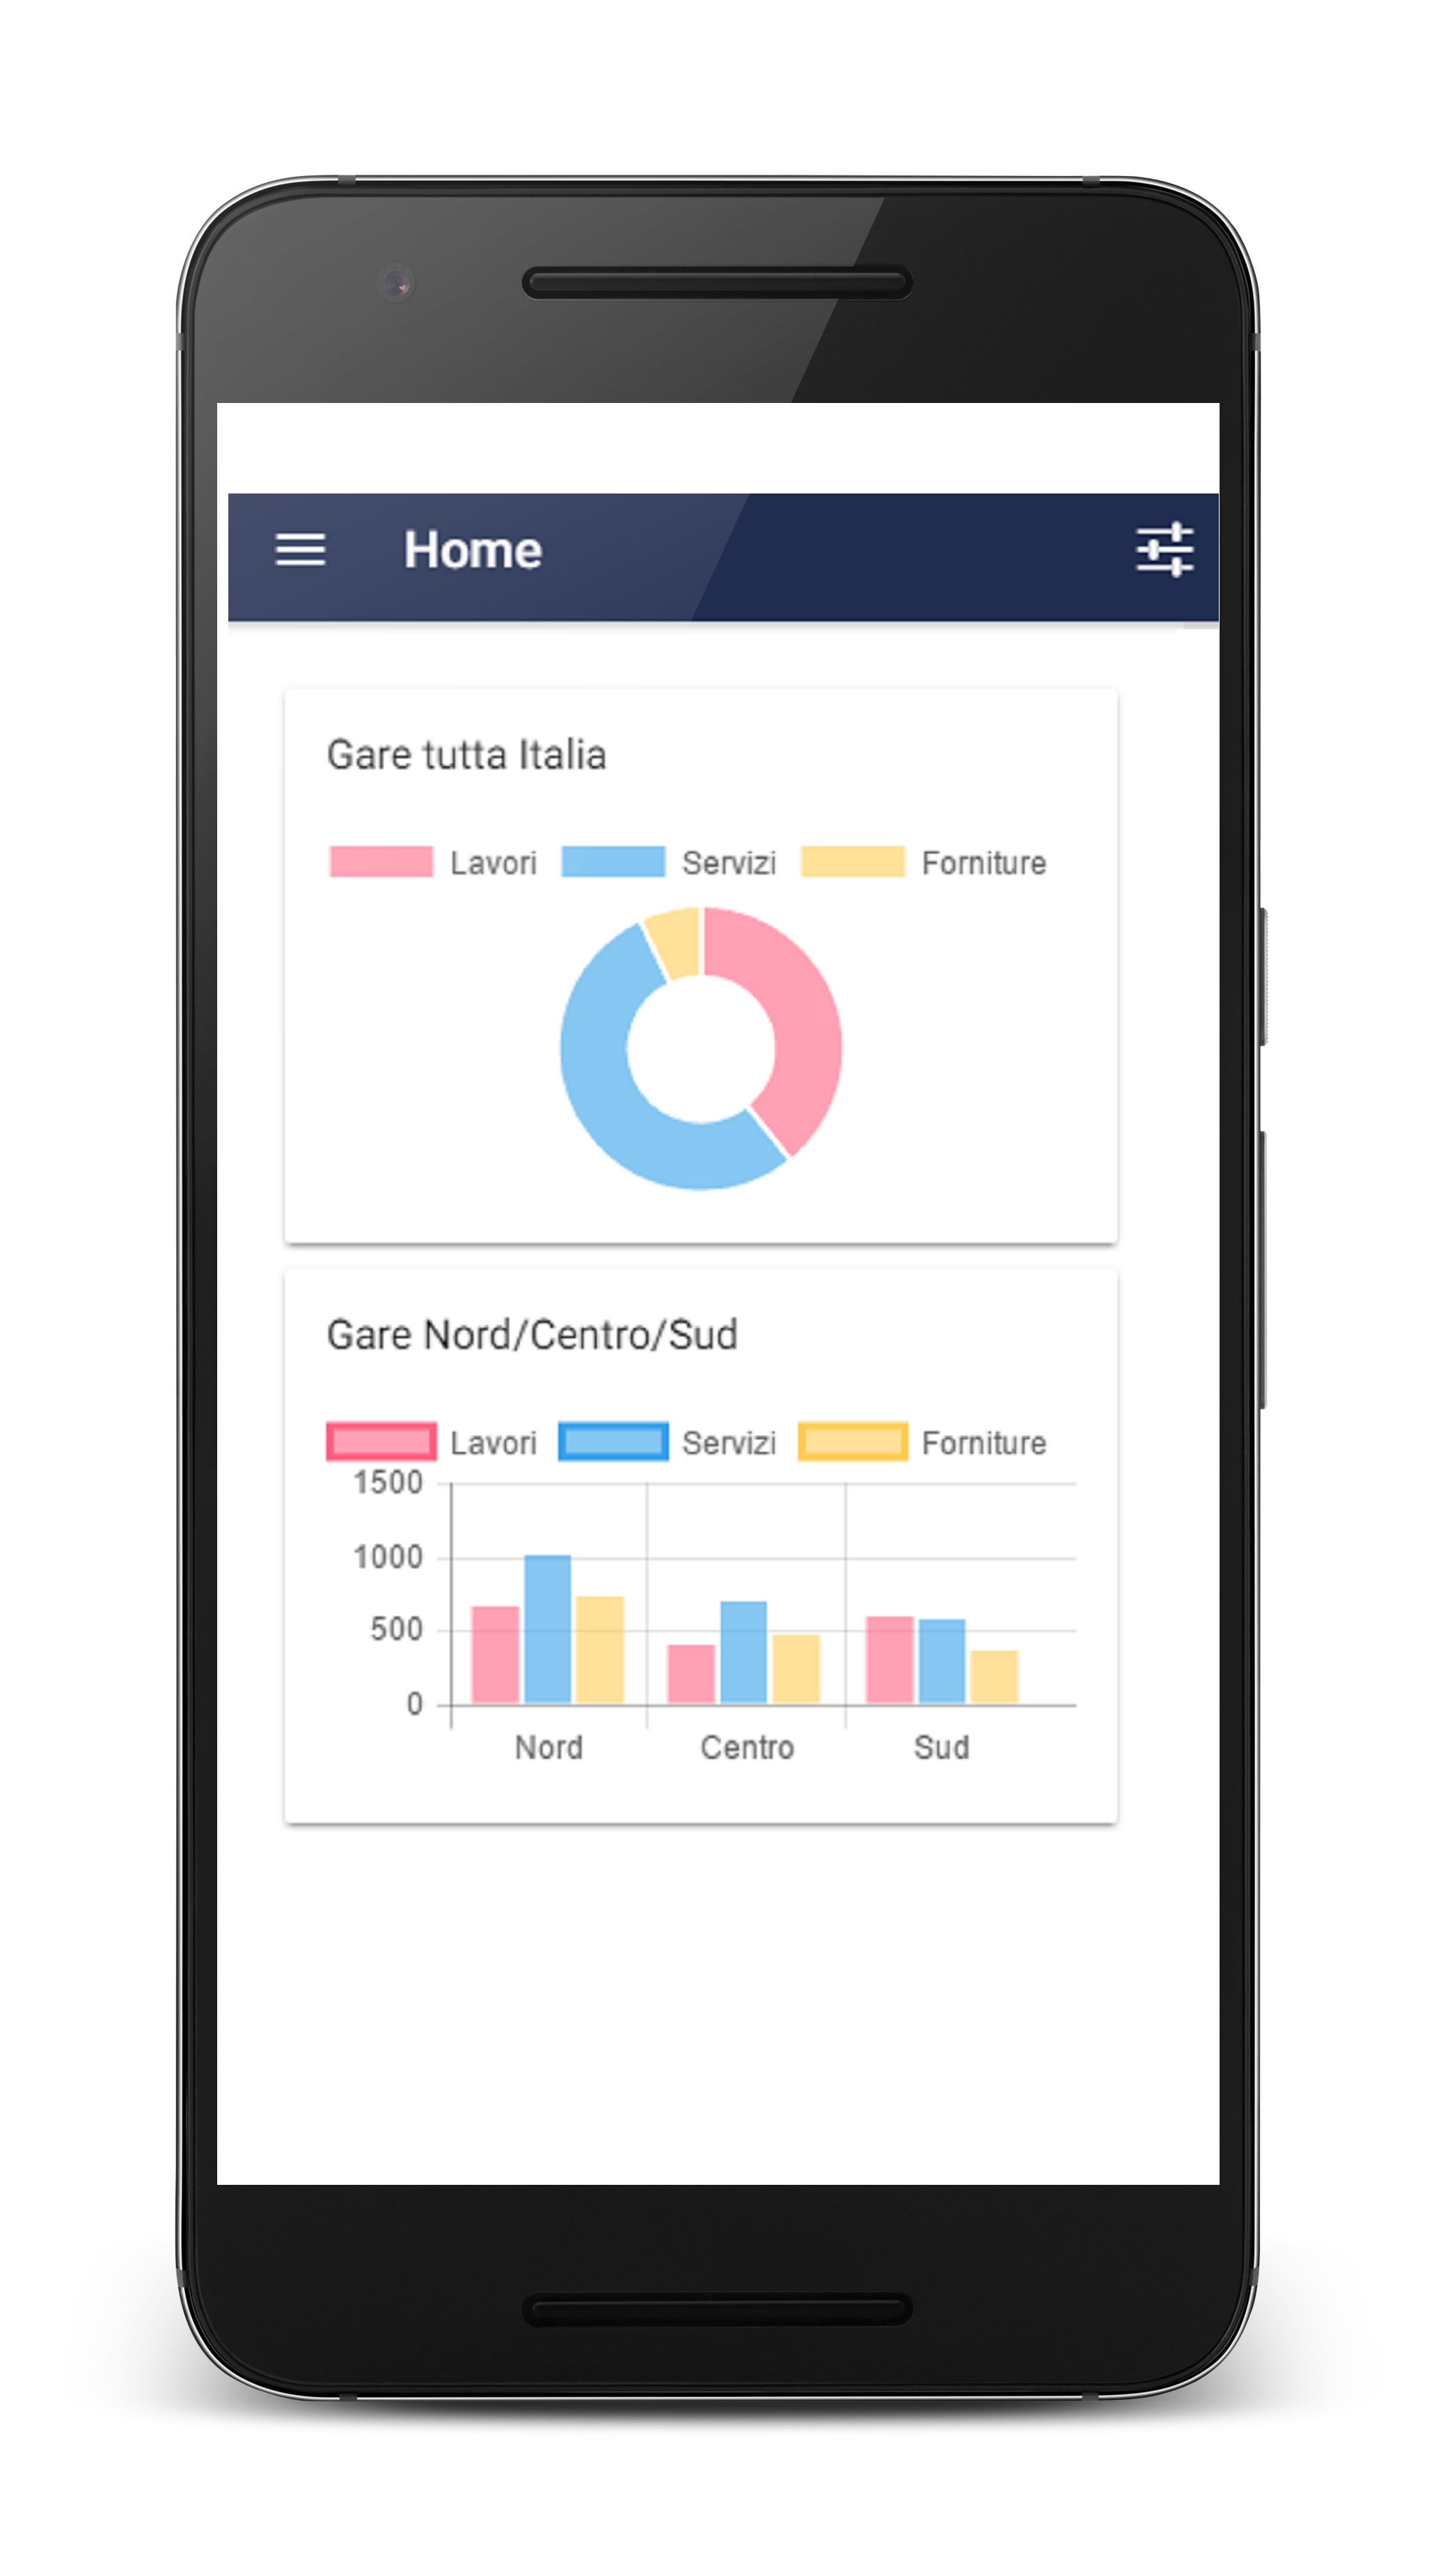 Home
Gare tutta Italia
Lavori Servizi Forniture
Gare Nord/Centro/Sud
Lavori Servizi Forniture
1500
1000
500
0
Nord Centro Sud